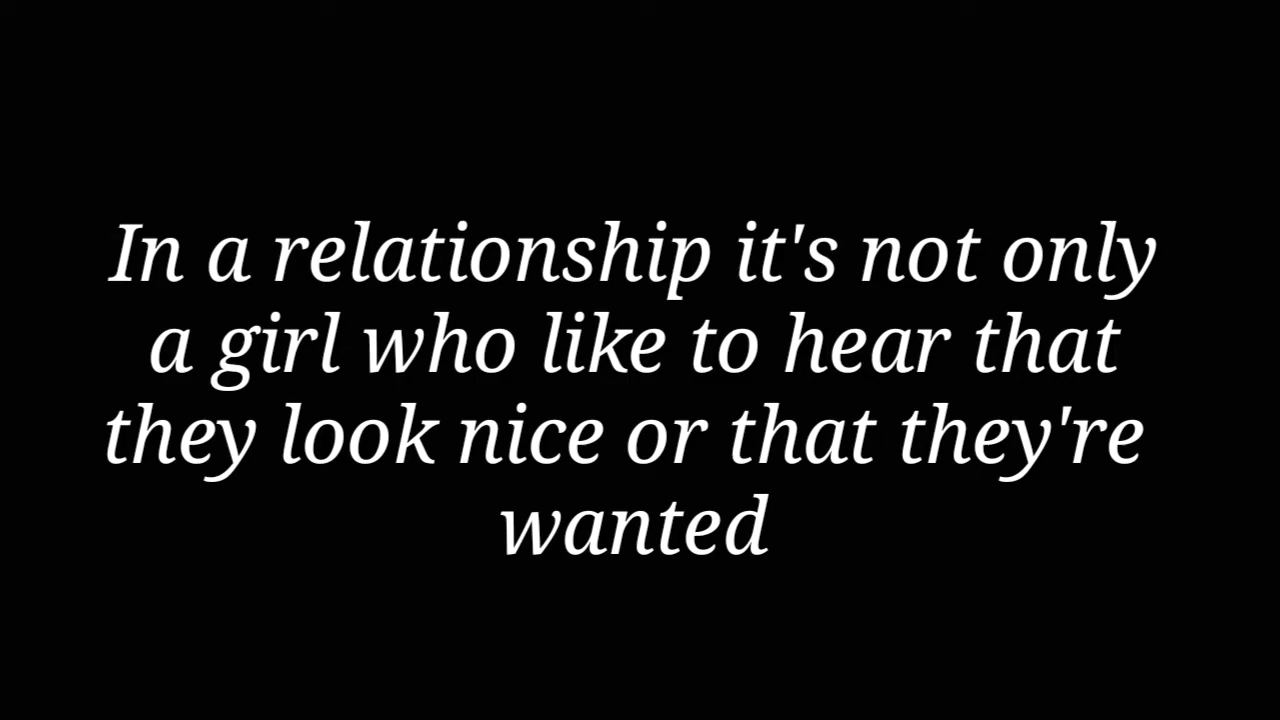 In a relationship it's not only
a girl who like to hear that
they look nice or that they're
wanted